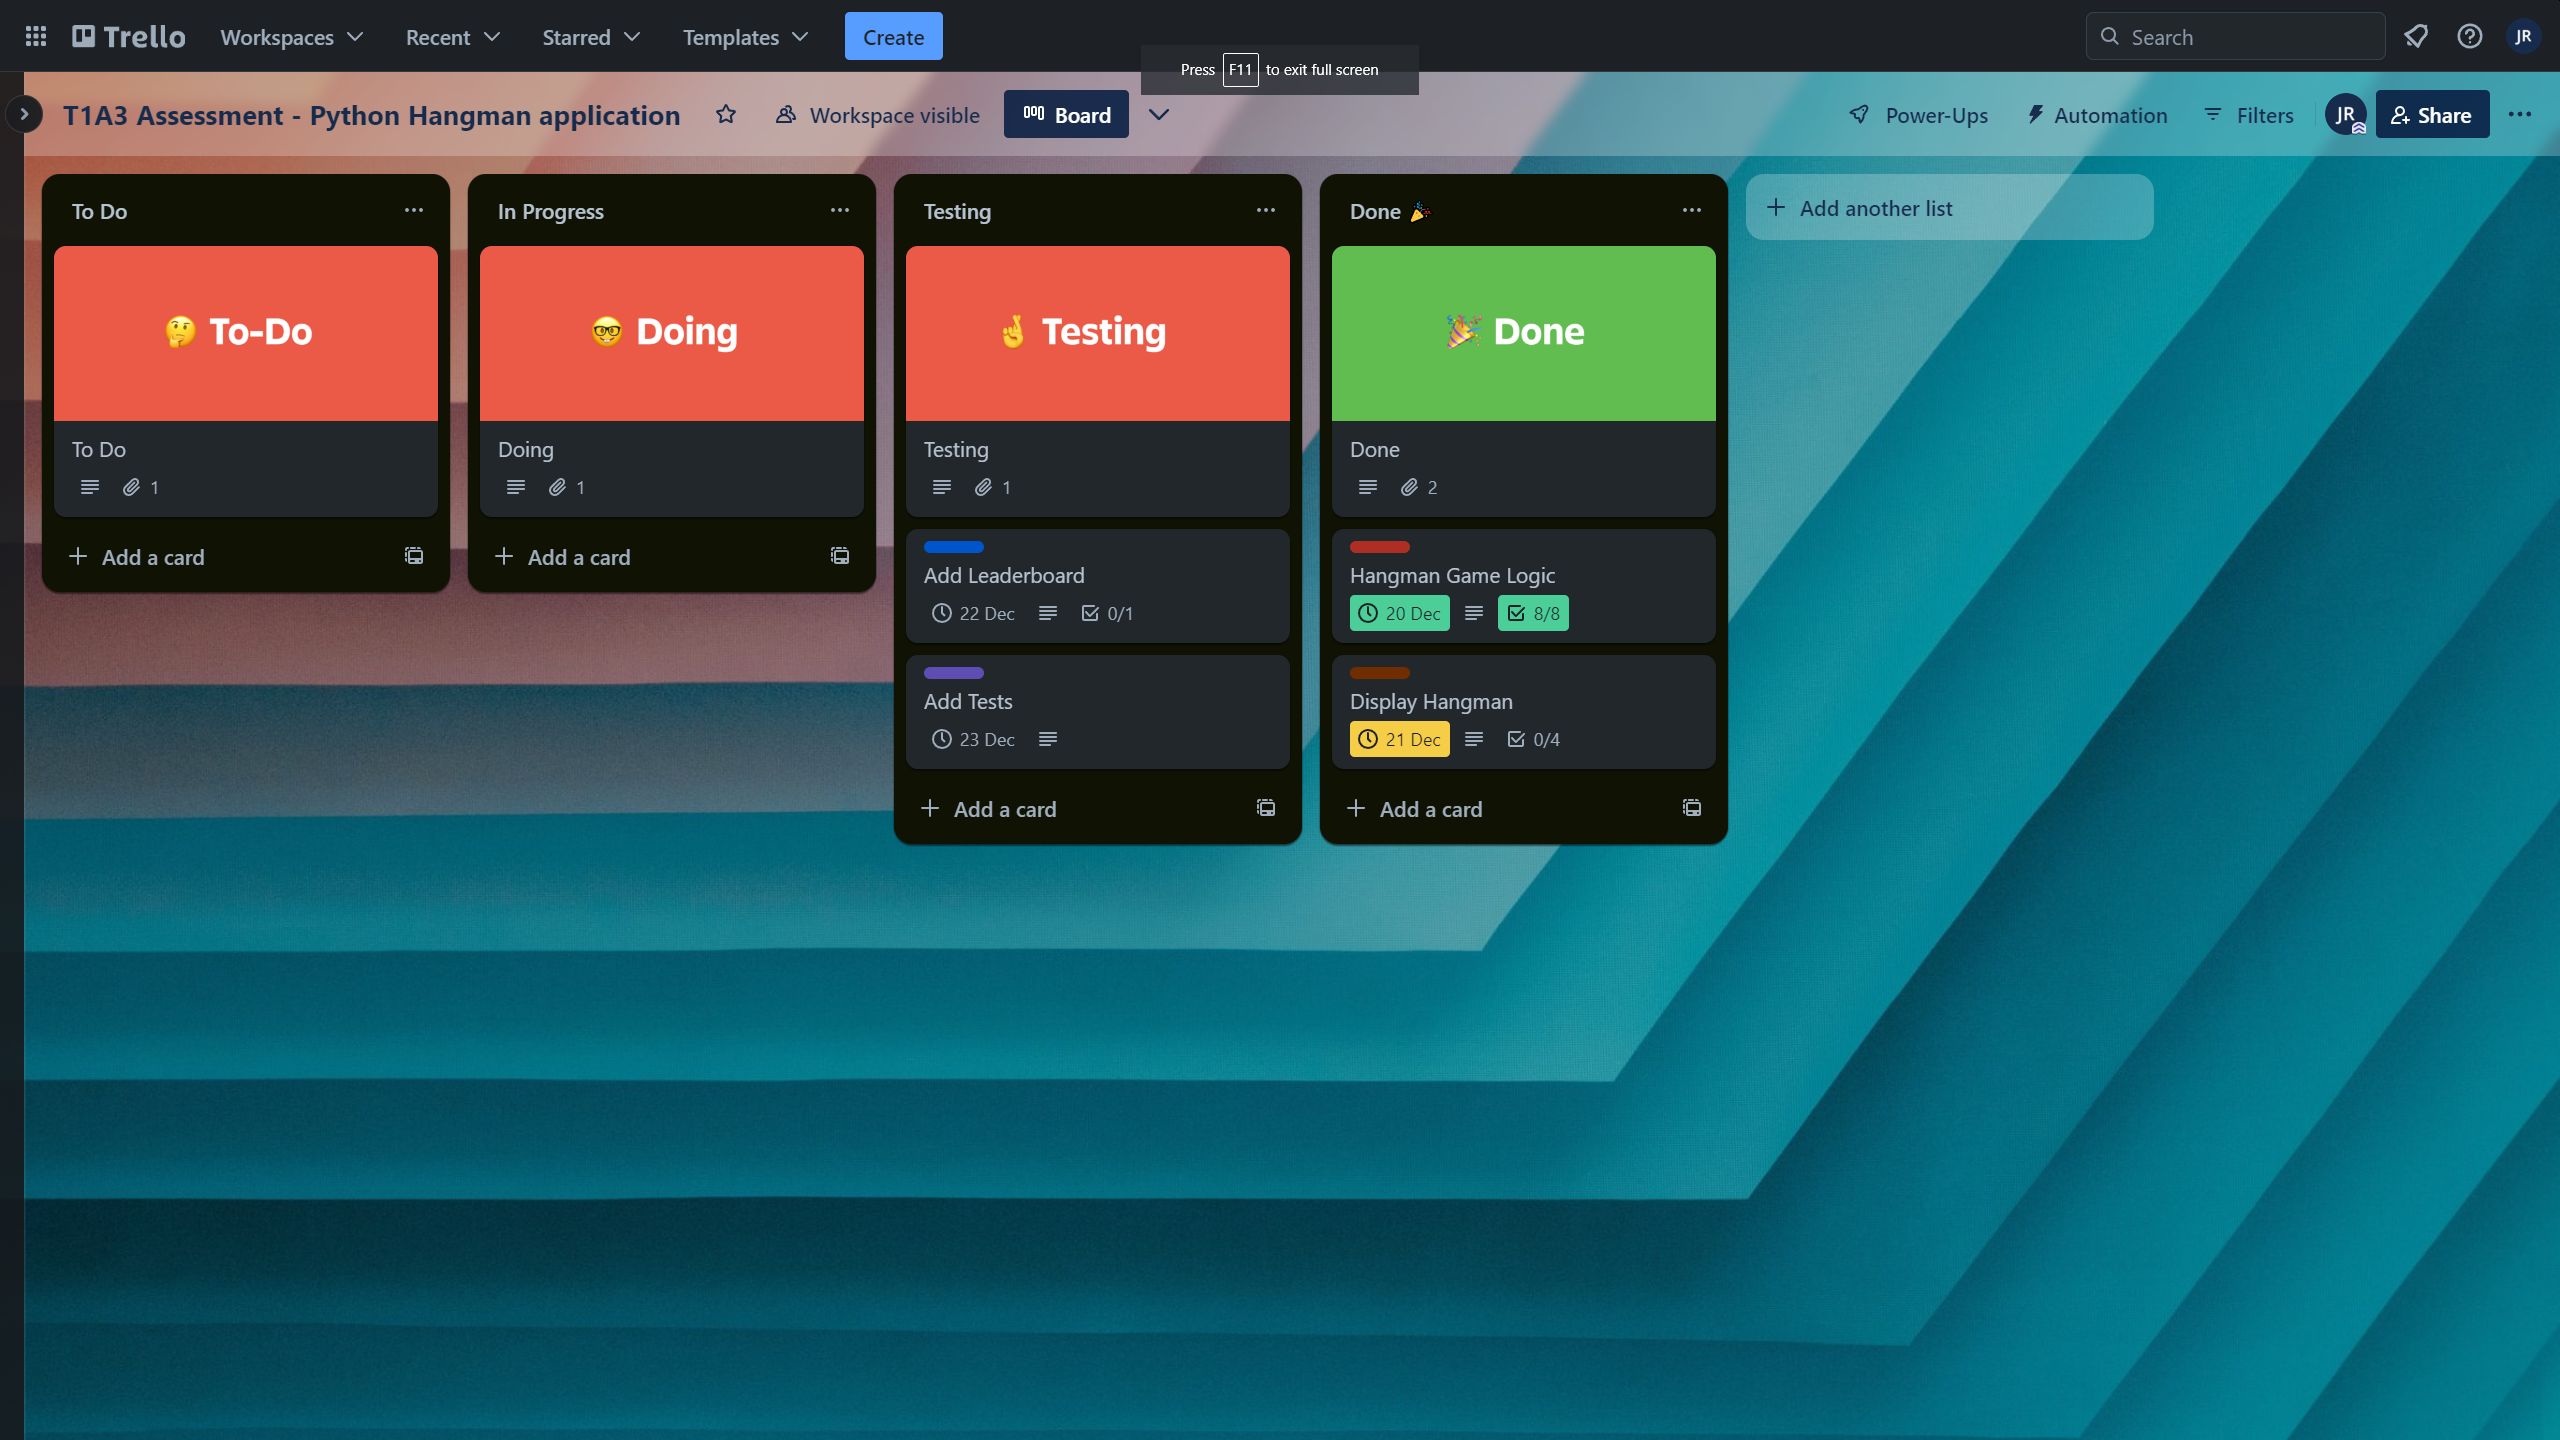 Trello Workspaces Recent Starred Templates Create Search JR
Press F11 to exit full screen
T1A3 Assessment - Python Hangman application Workspace visible Board Power-Ups Automation Filters JR Share
To Do
🤔 To-Do
To Do
1
+ Add a card
In Progress
🤓 Doing
Doing
1
+ Add a card
Testing
🤞 Testing
Testing
1
Add Leaderboard
22 Dec 0/1
Add Tests
23 Dec
+ Add a card
Done 🎉
🎉 Done
Done
2
Hangman Game Logic
20 Dec 8/8
Display Hangman
21 Dec 0/4
+ Add a card
+ Add another list